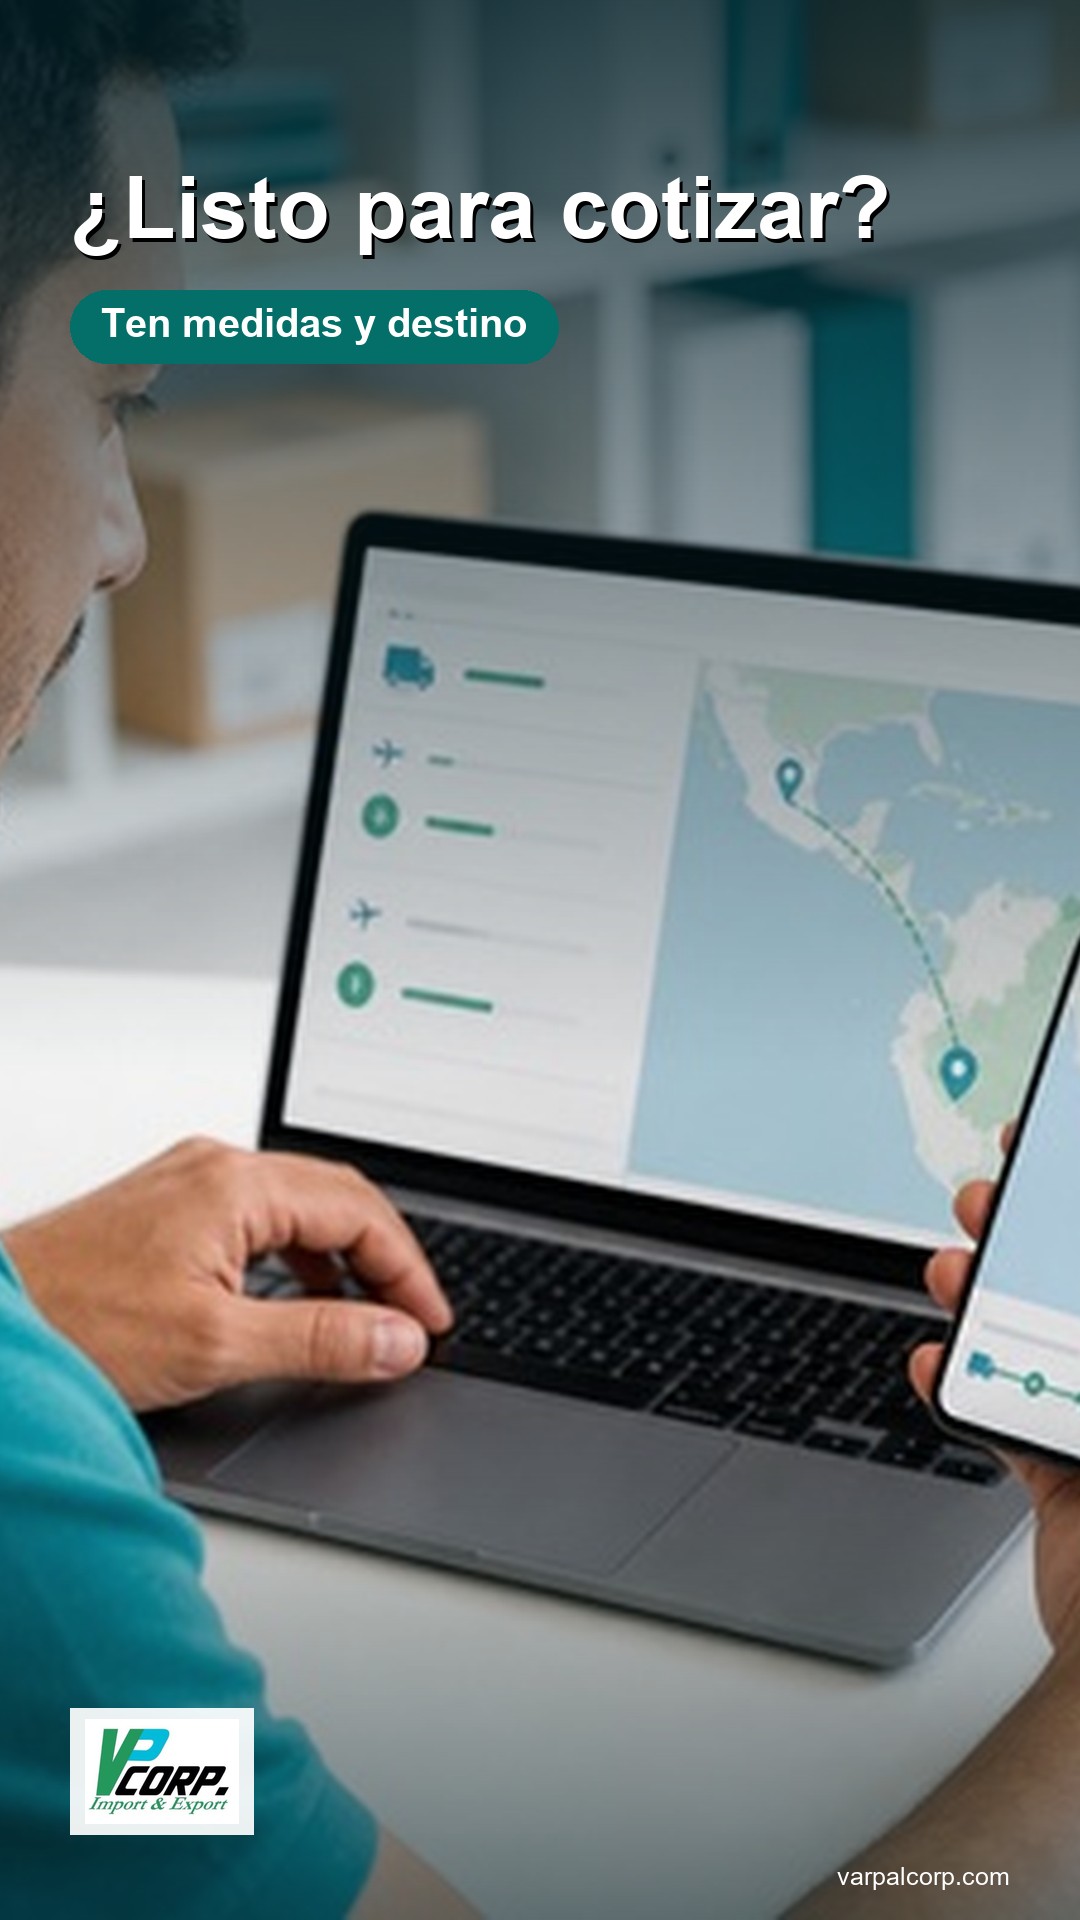 ¿Listo para cotizar?
Ten medidas y destino
VP
CORP.
Import & Export
varpalcorp.com